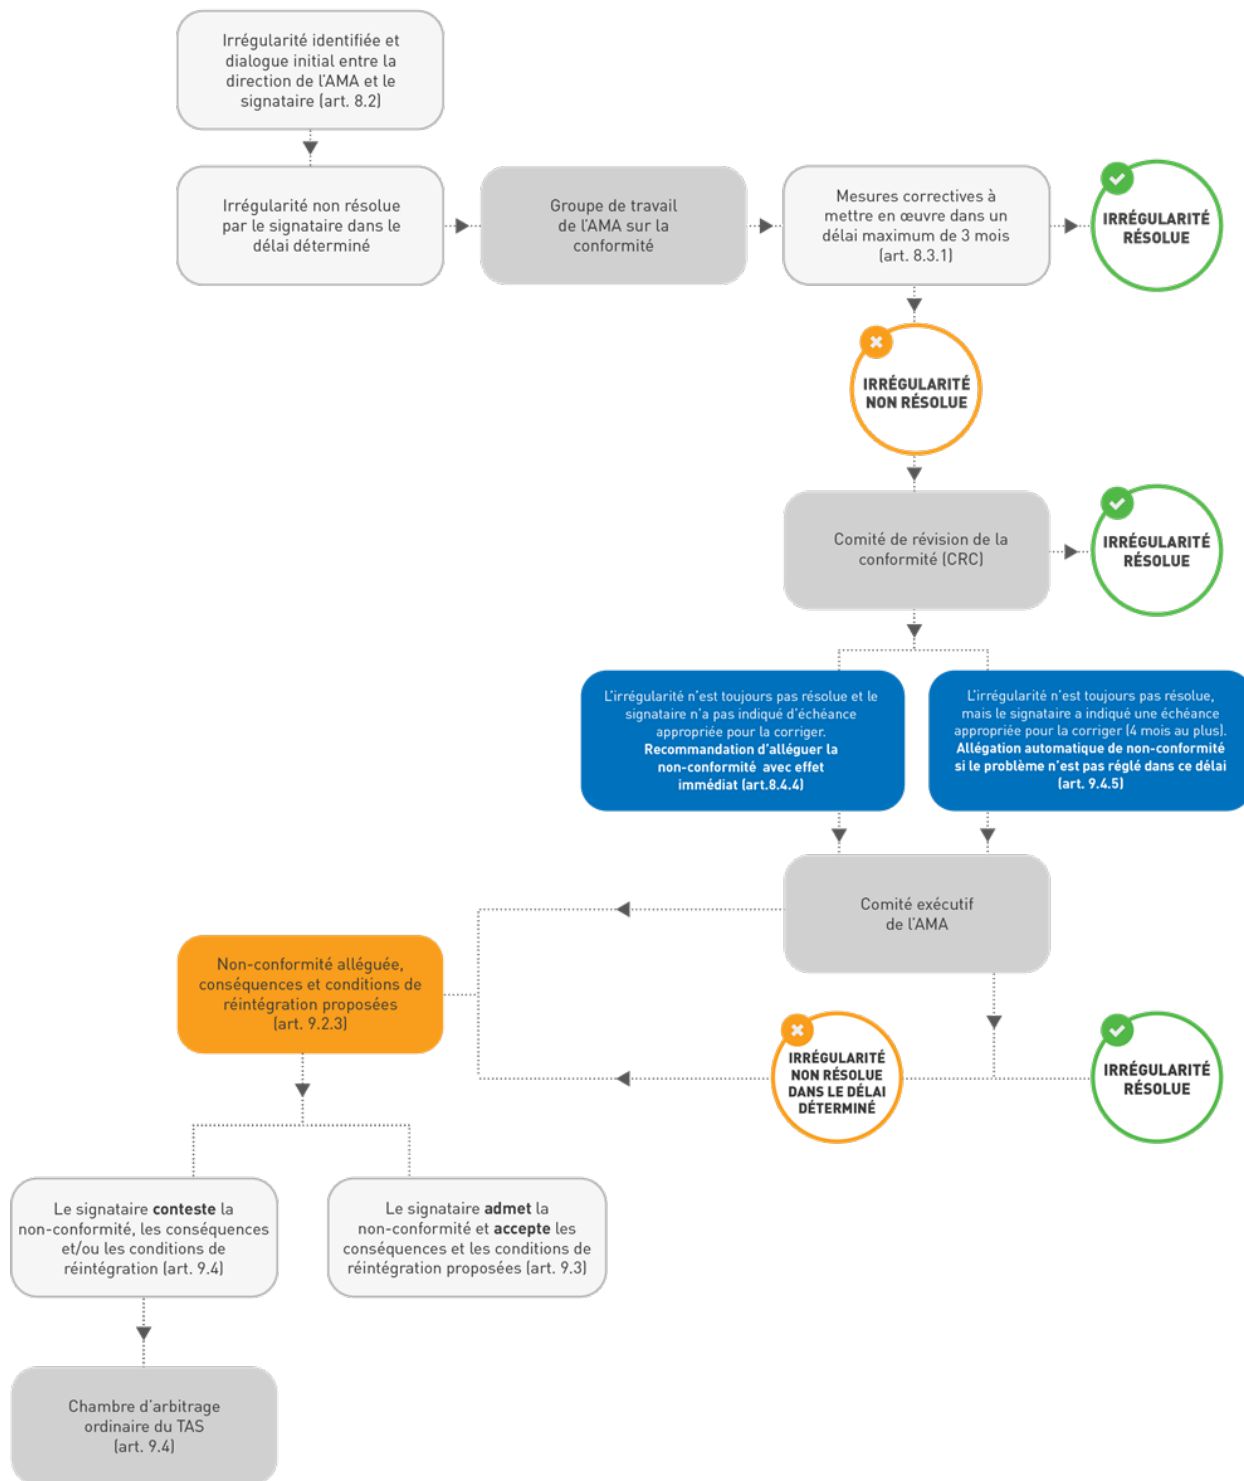 Irrégularité identifiée et
dialogue initial entre la
direction de l'AMA et le
signataire (art. 8.2)
Irrégularité non résolue
par le signataire dans le
délai déterminé
Groupe de travail
de l'AMA sur la
conformité
Mesures correctives à
mettre en œuvre dans un
délai maximum de 3 mois
(art. 8.3.1)
IRRÉGULARITÉ
RÉSOLUE
IRRÉGULARITÉ
NON RÉSOLUE
Comité de révision de la
conformité (CRC)
IRRÉGULARITÉ
RÉSOLUE
L'irrégularité n'est toujours pas résolue et le
signataire n'a pas indiqué d'échéance
appropriée pour la corriger.
Recommandation d'alléguer la
non-conformité avec effet
immédiat (art.8.4.4)
L'irrégularité n'est toujours pas résolue,
mais le signataire a indiqué une échéance
appropriée pour la corriger (4 mois au plus).
Allégation automatique de non-conformité
si le problème n'est pas réglé dans ce délai
(art. 9.4.5)
Comité exécutif
de l'AMA
Non-conformité alléguée,
conséquences et conditions de
réintégration proposées
(art. 9.2.3)
IRRÉGULARITÉ
NON RÉSOLUE
DANS LE DÉLAI
DÉTERMINÉ
IRRÉGULARITÉ
RÉSOLUE
Le signataire conteste la
non-conformité, les conséquences
et/ou les conditions de
réintégration (art. 9.4)
Le signataire admet la
non-conformité et accepte les
conséquences et les conditions de
réintégration proposées (art. 9.3)
Chambre d'arbitrage
ordinaire du TAS
(art. 9.4)